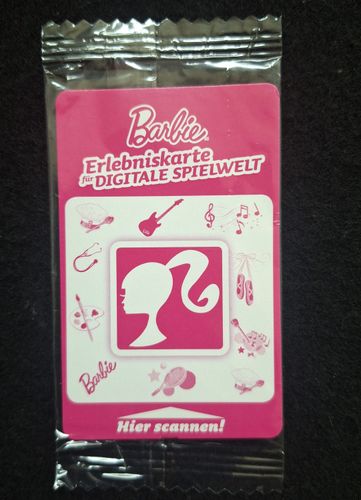 Barbie
Erlebniskarte
für DIGITALE SPIELWELT
Barbie
Hier scannen!